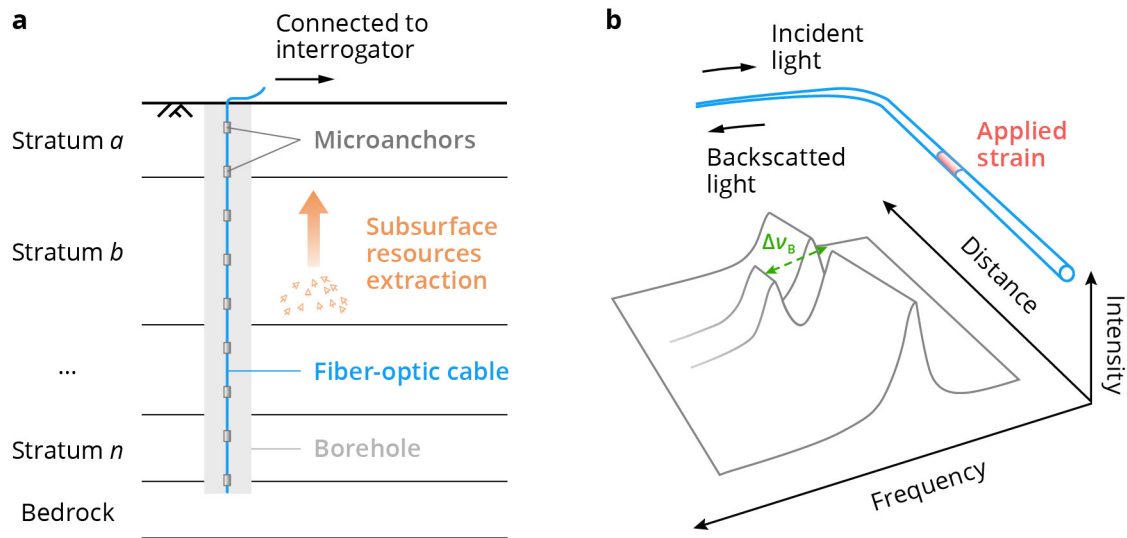 a
Connected to
interrogator
Stratum a
Microanchors
Stratum b
Subsurface
resources
extraction
...
Fiber-optic cable
Stratum n
Borehole
Bedrock
b
Incident
light
Applied
strain
Backscatted
light
Δν_B
Distance
Intensity
Frequency